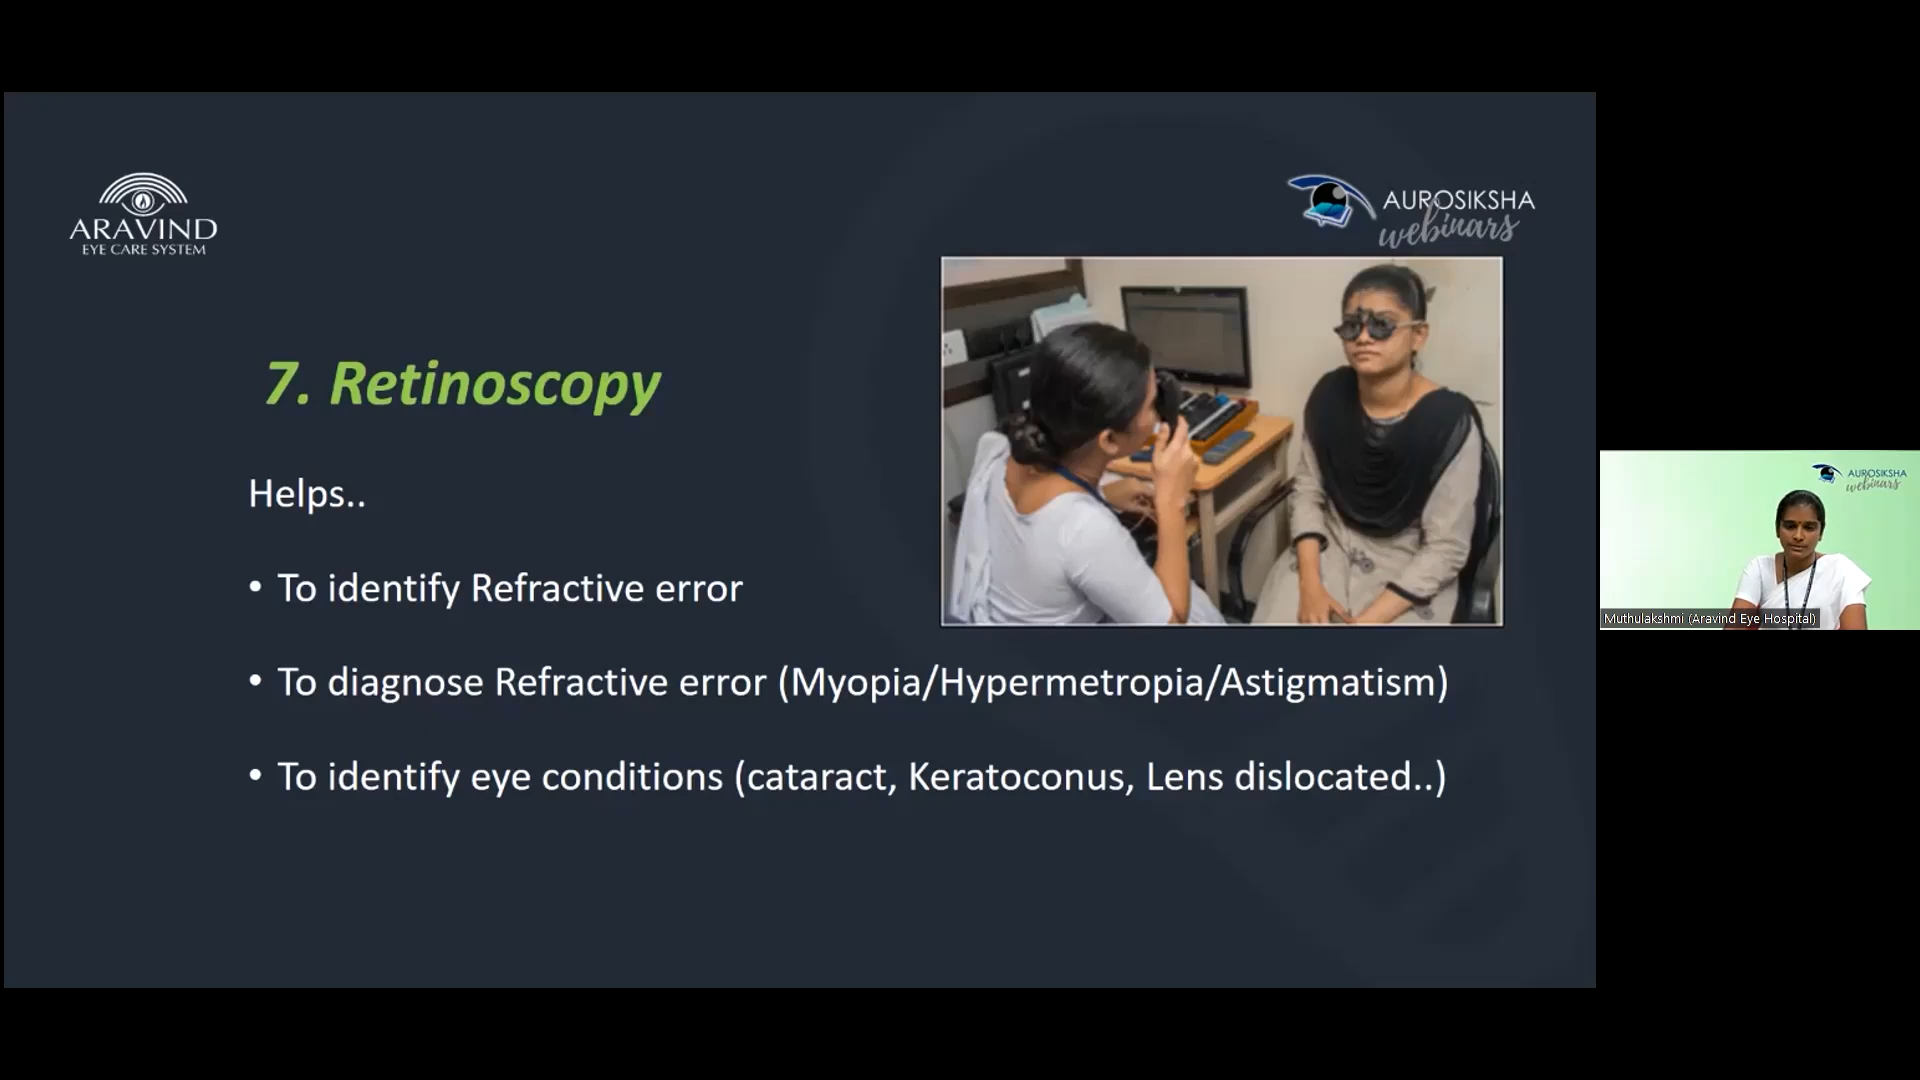 ARAVIND
EYE CARE SYSTEM
AUROSIKSHA
webinars
7. Retinoscopy
Helps..
• To identify Refractive error
• To diagnose Refractive error (Myopia/Hypermetropia/Astigmatism)
• To identify eye conditions (cataract, Keratoconus, Lens dislocated..)
AUROSIKSHA
webinars
Muthulakshmi (Aravind Eye Hospital)